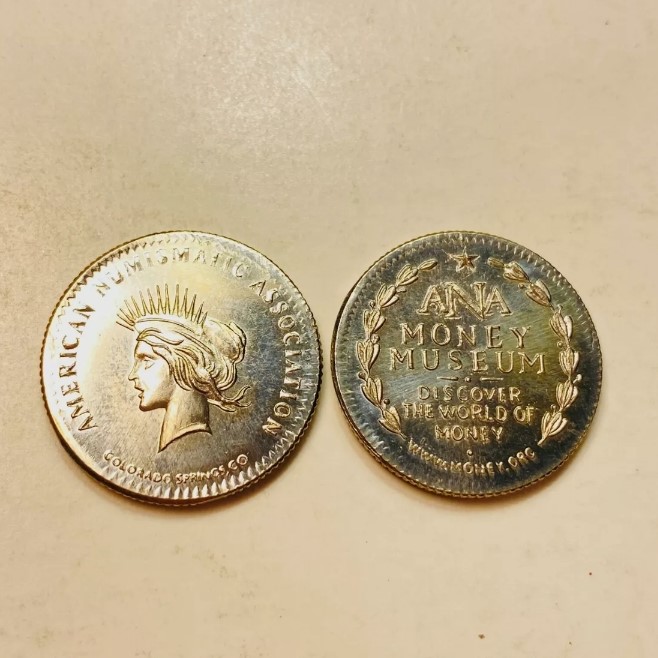 AMERICAN NUMISMATIC ASSOCIATION
COLORADO SPRINGS, CO
ANA
MONEY
MUSEUM
DISCOVER
THE WORLD OF
MONEY
WWW.MONEY.ORG